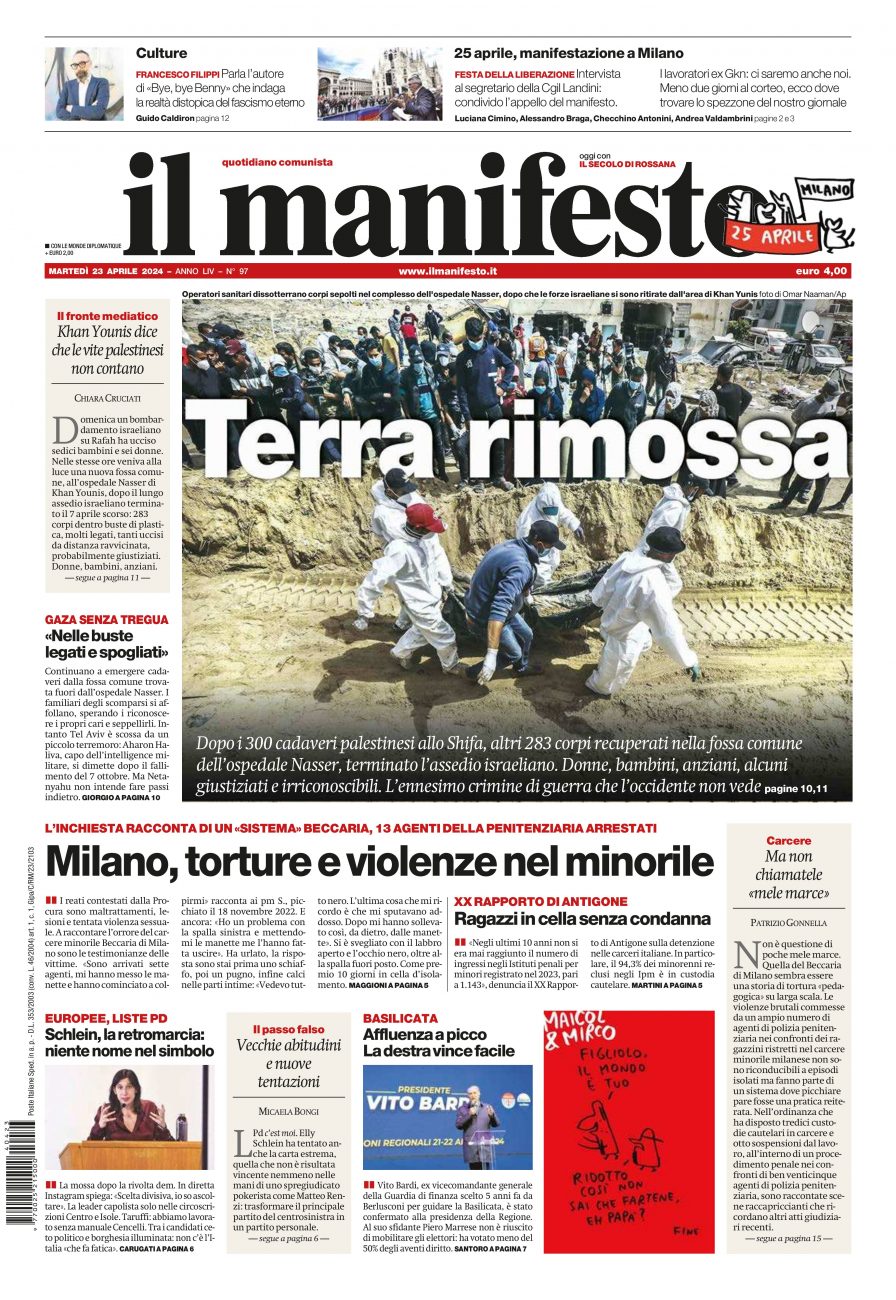 Culture
FRANCESCO FILIPPI Parla l'autore
di «Bye, bye Benny» che indaga
la realtà distopica del fascismo eterno
Guido Caldiron pagina 12
25 aprile, manifestazione a Milano
FESTA DELLA LIBERAZIONE Intervista
al segretario della Cgil Landini:
condivido l'appello del manifesto.
I lavoratori ex Gkn: ci saremo anche noi.
Meno due giorni al corteo, ecco dove
trovare lo spezzone del nostro giornale
Luciana Cimino, Alessandro Braga, Checchino Antonini, Andrea Valdambrini pagine 2 e 3
quotidiano comunista
oggi con
IL SECOLO DI ROSSANA
il manifesto
MILANO
25 APRILE
CON LE MONDE DIPLOMATIQUE
+ EURO 2,00
MARTEDÌ 23 APRILE 2024 – ANNO LIV – N° 97
www.ilmanifesto.it
euro 4,00
Operatori sanitari dissotterrano corpi sepolti nel complesso dell'ospedale Nasser, dopo che le forze israeliane si sono ritirate dall'area di Khan Yunis foto di Omar Naaman/Ap
Il fronte mediatico
Khan Younis dice
che le vite palestinesi
non contano
CHIARA CRUCIATI
Domenica un bombar-
damento israeliano
su Rafah ha ucciso
sedici bambini e sei donne.
Nelle stesse ore veniva alla
luce una nuova fossa comu-
ne, all'ospedale Nasser di
Khan Younis, dopo il lungo
assedio israeliano termina-
to il 7 aprile scorso: 283
corpi dentro buste di plasti-
ca, molti legati, tanti uccisi
da distanza ravvicinata,
probabilmente giustiziati.
Donne, bambini, anziani.
— segue a pagina 11 —
Terra rimossa
Dopo i 300 cadaveri palestinesi allo Shifa, altri 283 corpi recuperati nella fossa comune
dell'ospedale Nasser, terminato l'assedio israeliano. Donne, bambini, anziani, alcuni
giustiziati e irriconoscibili. L'ennesimo crimine di guerra che l'occidente non vede pagine 10,11
GAZA SENZA TREGUA
«Nelle buste
legati e spogliati»
Continuano a emergere cada-
veri dalla fossa comune trova-
ta fuori dall'ospedale Nasser. I
familiari degli scomparsi si af-
follano, sperando i riconosce-
re i propri cari e seppellirli. In-
tanto Tel Aviv è scossa da un
piccolo terremoro: Aharon Ha-
liva, capo dell'intelligence mi-
litare, si dimette dopo il falli-
mento del 7 ottobre. Ma Neta-
nyahu non intende fare passi
indietro. GIORGIO A PAGINA 10
L'INCHIESTA RACCONTA DI UN «SISTEMA» BECCARIA, 13 AGENTI DELLA PENITENZIARIA ARRESTATI
Milano, torture e violenze nel minorile
I reati contestati dalla Pro-
cura sono maltrattamenti, le-
sioni e tentata violenza sessua-
le. A raccontare l'orrore del car-
cere minorile Beccaria di Mila-
no sono le testimonianze delle
vittime. «Sono arrivati sette
agenti, mi hanno messo le ma-
nette e hanno cominciato a col-
pirmi» racconta ai pm S., pic-
chiato il 18 novembre 2022. E
ancora: «Ho un problema con
la spalla sinistra e mettendo-
mi le manette me l'hanno fat-
ta uscire». Ha urlato, la rispo-
sta sono stai prima uno schiaf-
fo, poi un pugno, infine calci
nelle parti intime: «Vedevo tut-
to nero. L'ultima cosa che mi ri-
cordo è che mi sputavano ad-
dosso. Dopo mi hanno solleva-
to così, da dietro, dalle manet-
te». Si è svegliato con il labbro
aperto e l'occhio nero, oltre al-
la spalla fuori posto. Come pre-
mio 10 giorni in cella d'isola-
mento. MAGGIONI A PAGINA 5
XX RAPPORTO DI ANTIGONE
Ragazzi in cella senza condanna
«Negli ultimi 10 anni non si
era mai raggiunto il numero di
ingressi negli Istituti penali per
minori registrato nel 2023, pari
a 1.143», denuncia il XX Rappor-
to di Antigone sulla detenzione
nelle carceri italiane. In partico-
lare, il 94,3% dei minorenni re-
clusi negli Ipm è in custodia
cautelare. MARTINI A PAGINA 5
Carcere
Ma non
chiamatele
«mele marce»
PATRIZIO GONNELLA
Non è questione di
poche mele marce.
Quella del Beccaria
di Milano sembra essere
una storia di tortura «peda-
gogica» su larga scala. Le
violenze brutali commesse
da un ampio numero di
agenti di polizia peniten-
ziaria nei confronti dei ra-
gazzini ristretti nel carcere
minorile milanese non so-
no riconducibili a episodi
isolati ma fanno parte di
un sistema dove picchiare
pare fosse una pratica reite-
rata. Nell'ordinanza che
ha disposto tredici custo-
die cautelari in carcere e
otto sospensioni dal lavo-
ro, all'interno di un proce-
dimento penale nei con-
fronti di ben venticinque
agenti di polizia peniten-
ziaria, sono raccontate sce-
ne raccapriccianti che ri-
cordano altri atti giudizia-
ri recenti.
— segue a pagina 15 —
EUROPEE, LISTE PD
Schlein, la retromarcia:
niente nome nel simbolo
La mossa dopo la rivolta dem. In diretta
Instagram spiega: «Scelta divisiva, io so ascol-
tare». La leader capolista solo nelle circoscri-
zioni Centro e Isole. Taruffi: abbiamo lavora-
to senza manuale Cencelli. Tra i candidati ce-
to politico e borghesia illuminata: non c'è l'Ita-
lia «che fa fatica». CARUGATI A PAGINA 6
Il passo falso
Vecchie abitudini
e nuove
tentazioni
MICAELA BONGI
L Pd c'est moi. Elly
Schlein ha tentato an-
che la carta estrema,
quella che non è risultata
vincente nemmeno nelle
mani di uno spregiudicato
pokerista come Matteo Ren-
zi: trasformare il principale
partito del centrosinistra in
un partito personale.
— segue a pagina 6 —
BASILICATA
Affluenza a picco
La destra vince facile
PRESIDENTE
VITO BARDI
ONI REGIONALI 21-22 A 2024
Vito Bardi, ex vicecomandante generale
della Guardia di finanza scelto 5 anni fa da
Berlusconi per guidare la Basilicata, è stato
confermato alla presidenza della Regione.
Al suo sfidante Piero Marrese non è riuscito
di mobilitare gli elettori: ha votato meno del
50% degli aventi diritto. SANTORO A PAGINA 7
MAICOL
& MIRCO
FIGLIOLO,
IL MONDO
È TUO
RIDOTTO
COSÌ NON
SAI CHE FARTENE,
EH PAPÀ?
FINE
Poste Italiane Sped. in a. p. - D.L. 353/2003 (conv. L. 46/2004) art. 1, c. 1, Gipa/C/RM/23/2103
9 770025 215000
40423